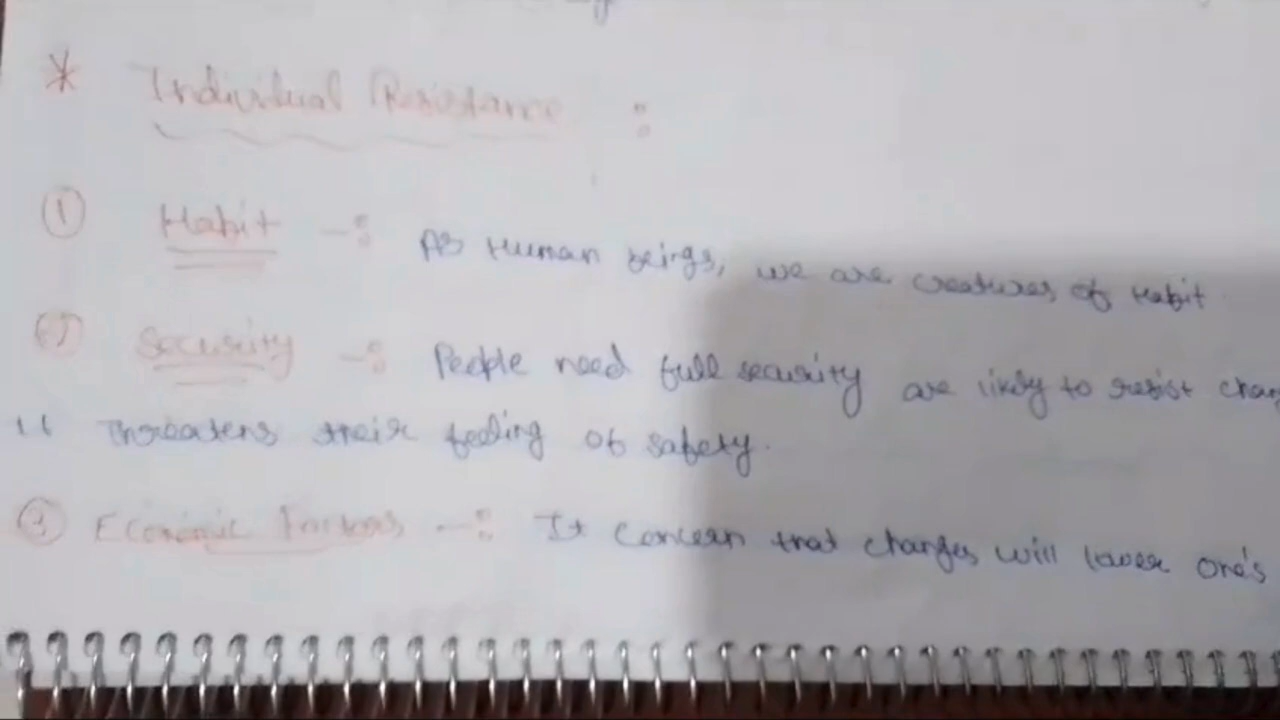 * Individual Resistance :
① Habit -: As Human beings, we are creatures of Habit
② Security -: People need full security are likely to resist
Threatens their feeling of safety.
③ Economic Factors -: It concern that changes will lower one's